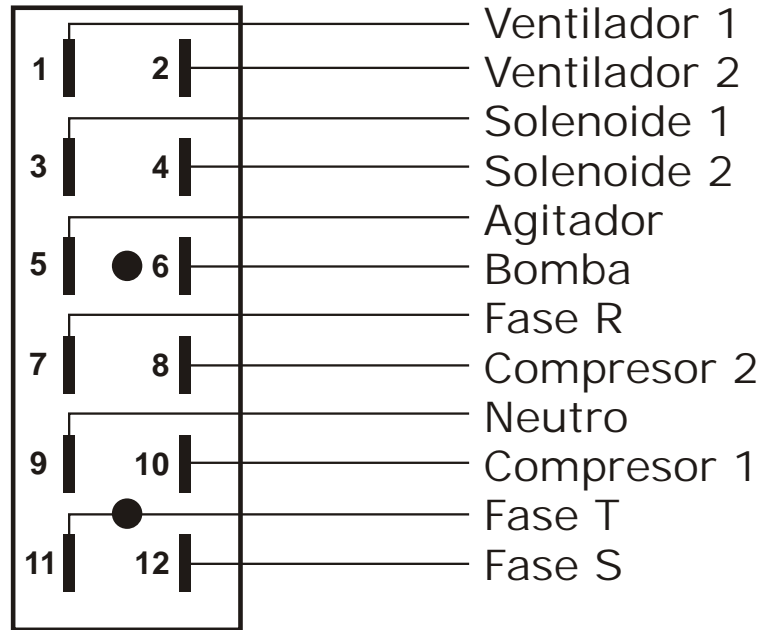 Ventilador 1
1 2 Ventilador 2
Solenoide 1
3 4 Solenoide 2
Agitador
5 6 Bomba
Fase R
7 8 Compresor 2
Neutro
9 10 Compresor 1
Fase T
11 12 Fase S